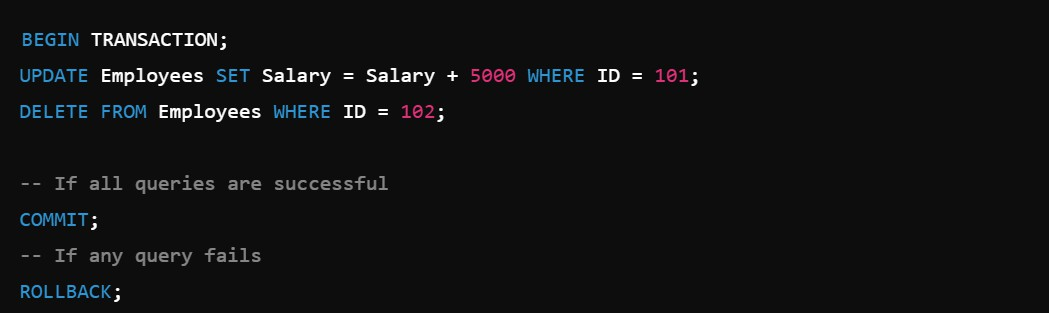 BEGIN TRANSACTION;
UPDATE Employees SET Salary = Salary + 5000 WHERE ID = 101;
DELETE FROM Employees WHERE ID = 102;
-- If all queries are successful
COMMIT;
-- If any query fails
ROLLBACK;